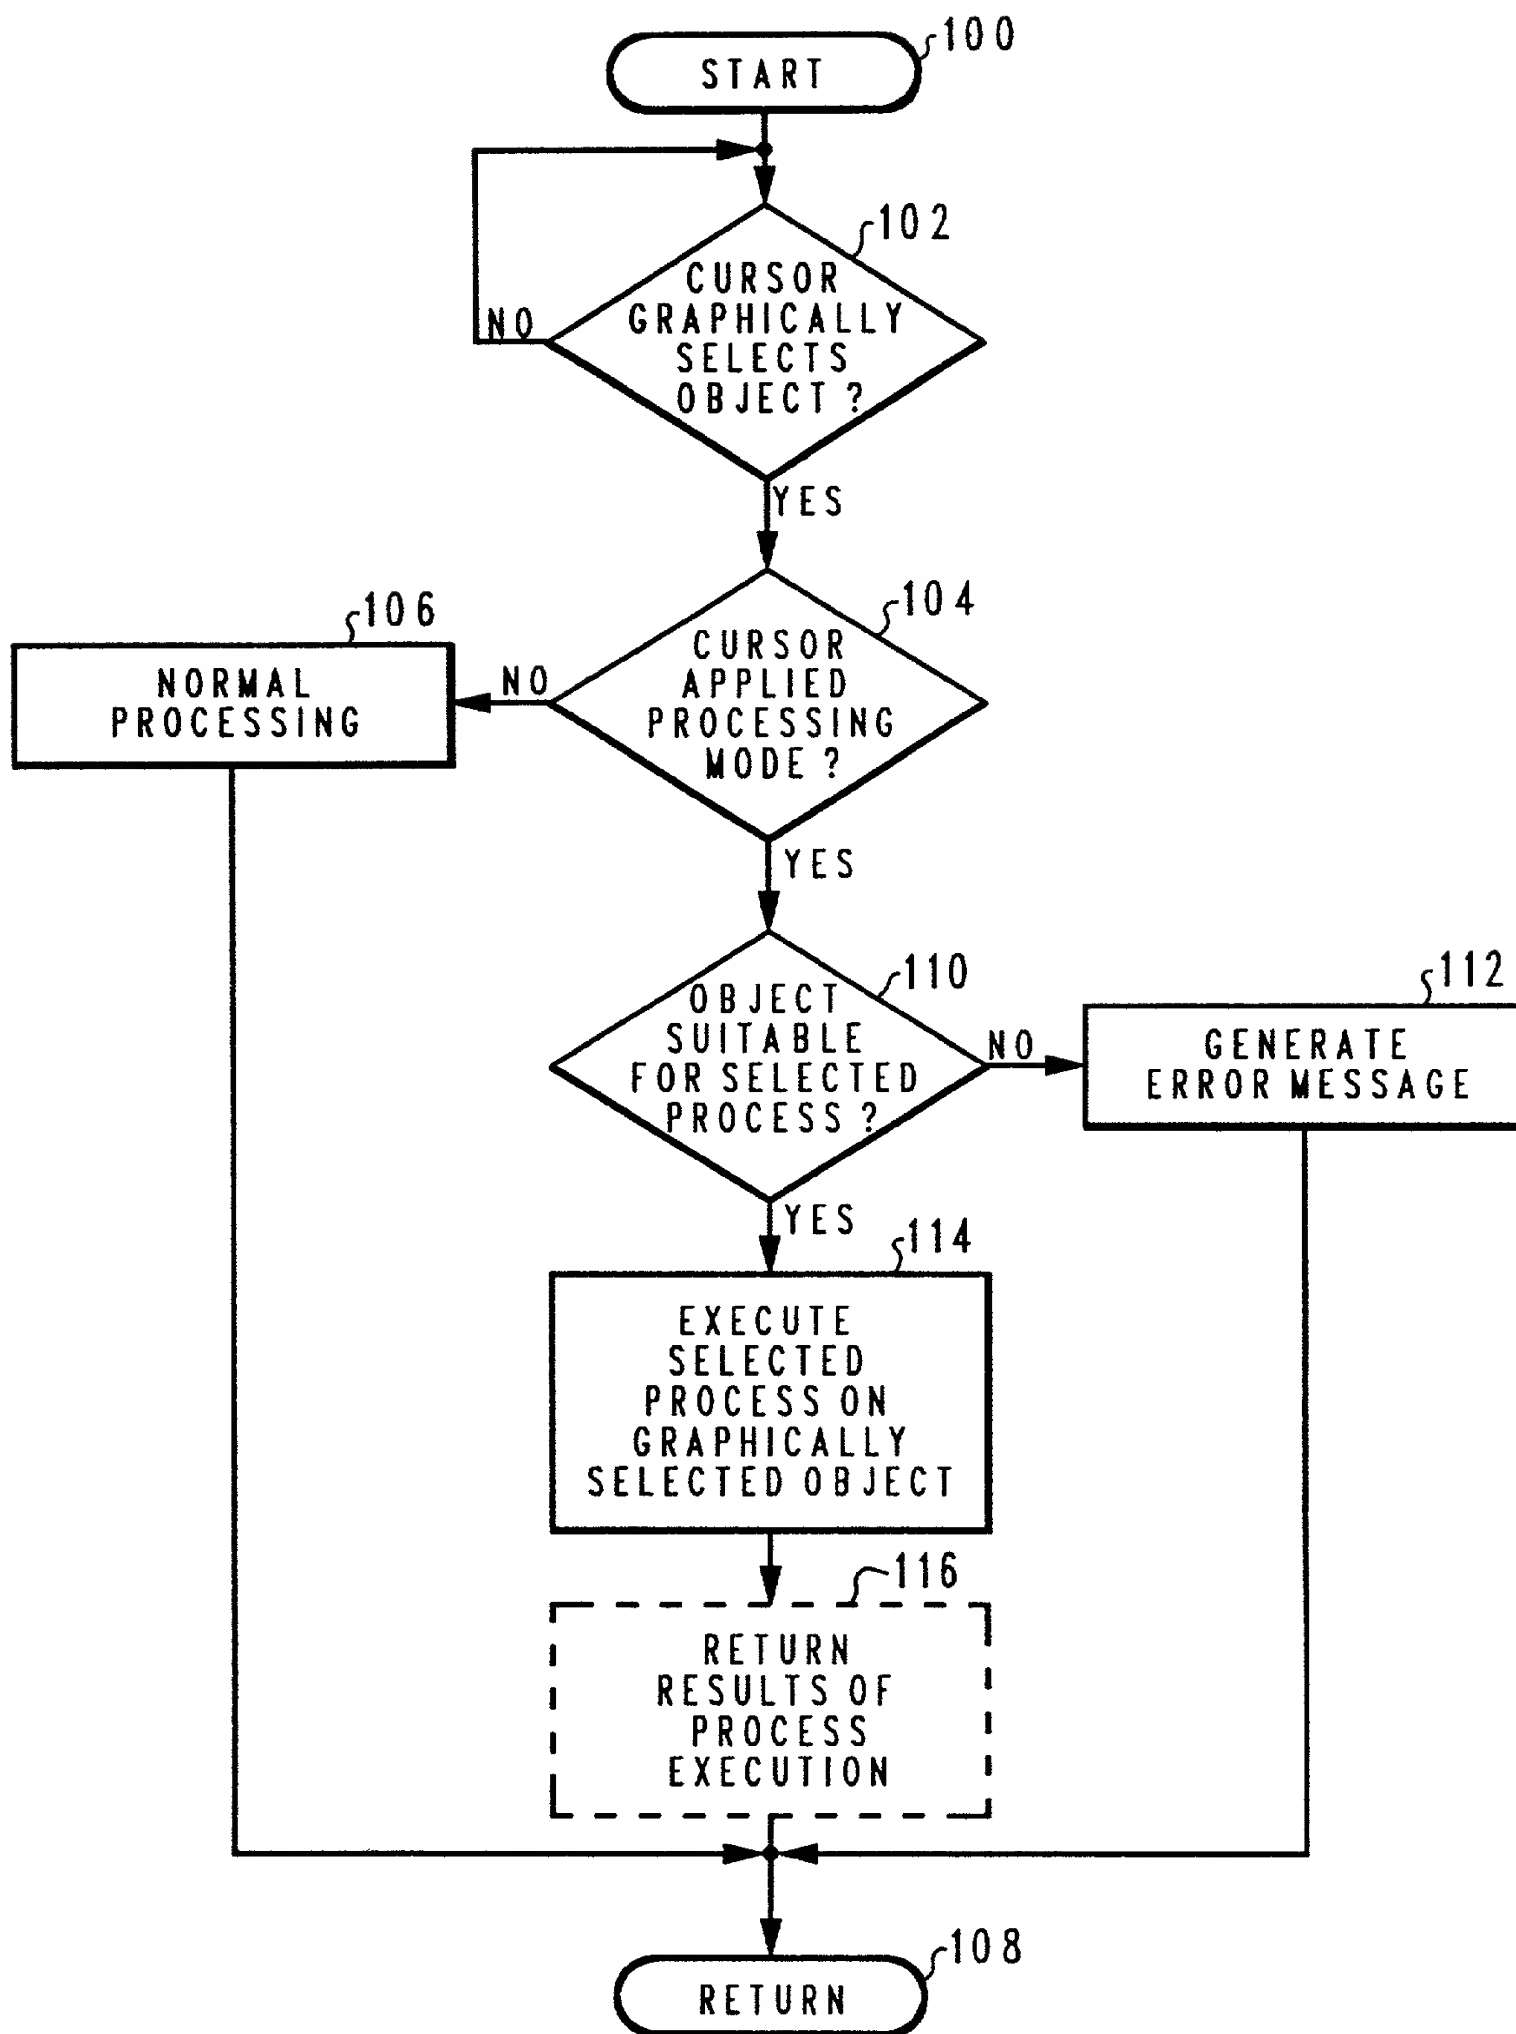 100
START
102
CURSOR
GRAPHICALLY
SELECTS
OBJECT ?
NO
YES
104
CURSOR
APPLIED
PROCESSING
MODE ?
NO
106
NORMAL
PROCESSING
YES
110
OBJECT
SUITABLE
FOR SELECTED
PROCESS ?
NO
112
GENERATE
ERROR MESSAGE
YES
114
EXECUTE
SELECTED
PROCESS ON
GRAPHICALLY
SELECTED OBJECT
116
RETURN
RESULTS OF
PROCESS
EXECUTION
108
RETURN